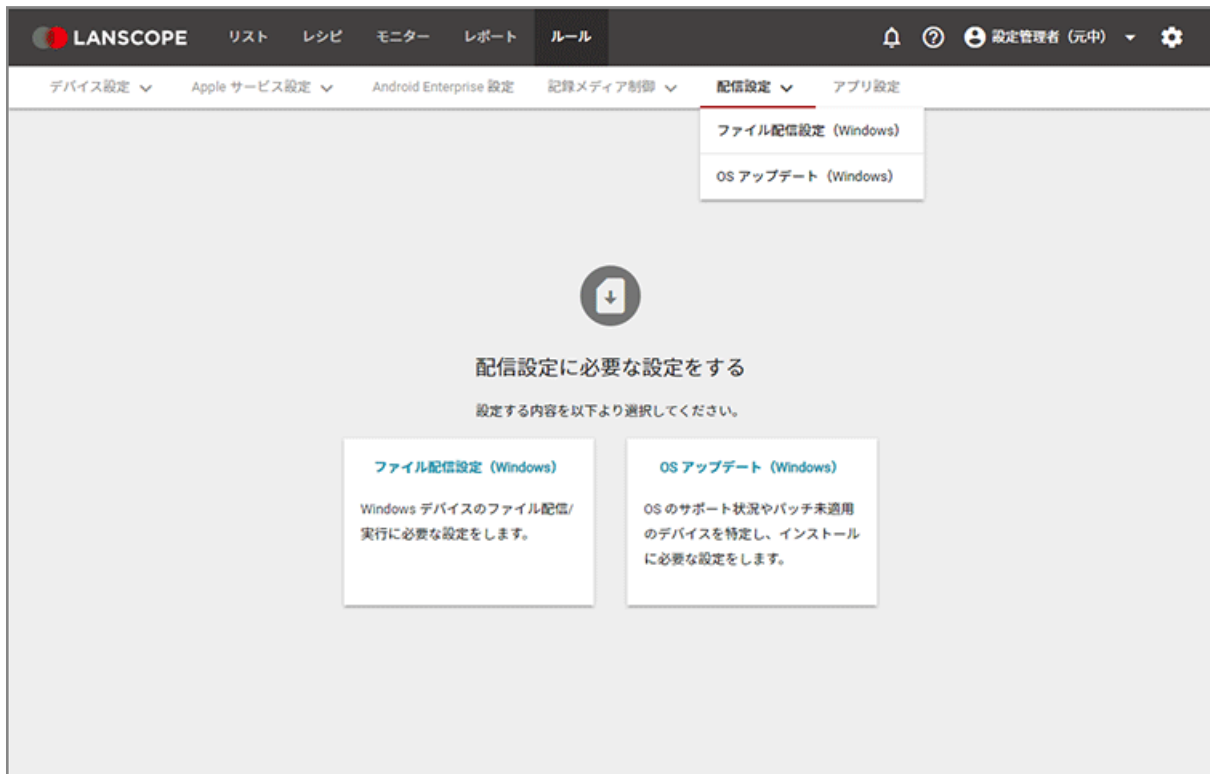 LANSCOPE リスト レシピ モニター レポート ルール 設定管理者（元中）
デバイス設定 Apple サービス設定 Android Enterprise 設定 記録メディア制御 配信設定 アプリ設定
ファイル配信設定（Windows）
OS アップデート（Windows）
配信設定に必要な設定をする
設定する内容を以下より選択してください。
ファイル配信設定（Windows）
Windows デバイスのファイル配信/
実行に必要な設定をします。
OS アップデート（Windows）
OS のサポート状況やパッチ未適用
のデバイスを特定し、インストール
に必要な設定をします。